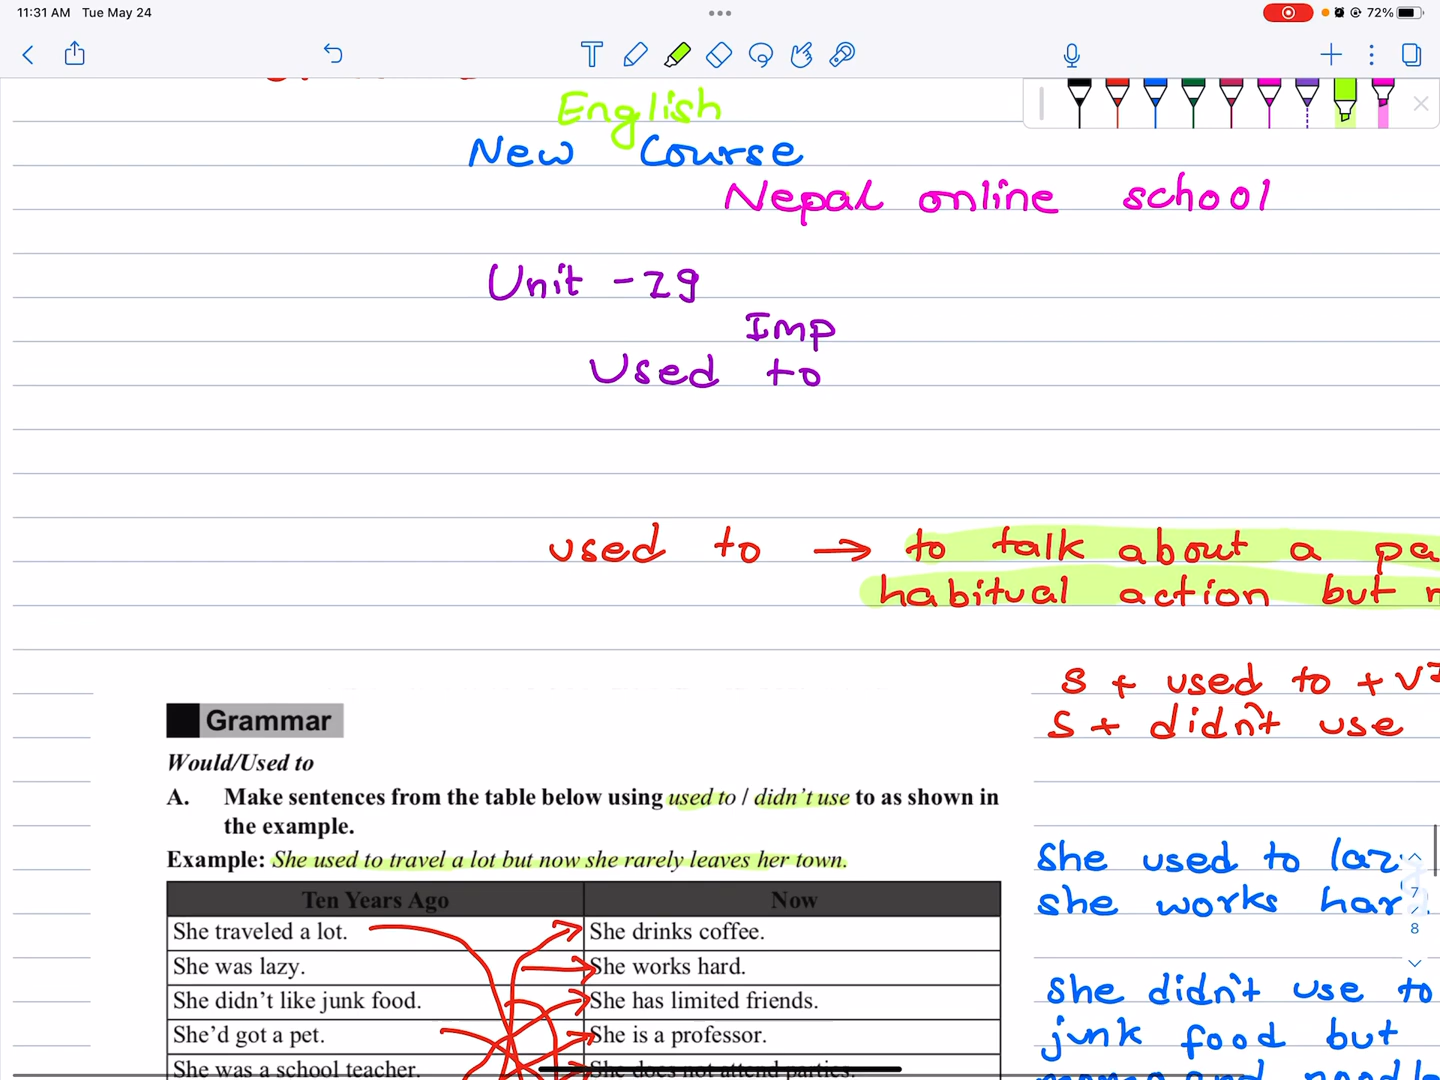 11:31 AM Tue May 24
72%
English
New Course
Nepal online school
Unit - 29
Imp
Used to
used to → to talk about a
habitual action but
S + used to +
S + didn't use
Grammar
Would/Used to
A. Make sentences from the table below using used to / didn't use to as shown in
the example.
Example: She used to travel a lot but now she rarely leaves her town.
Ten Years Ago Now
She traveled a lot. She drinks coffee.
She was lazy. She works hard.
She didn't like junk food. She has limited friends.
She'd got a pet. She is a professor.
She was a school teacher. She does not attend parties.
She used to
she works
7
8
She didn't use to
junk food but